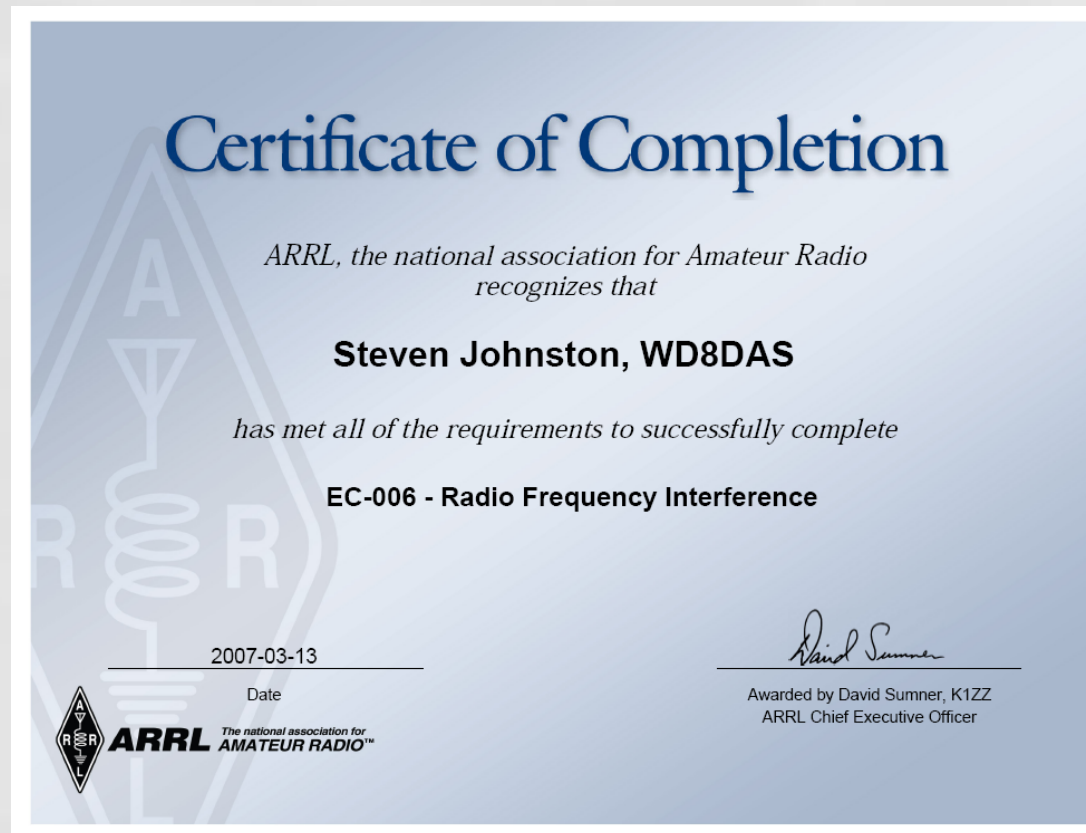 Certificate of Completion
ARRL, the national association for Amateur Radio
recognizes that
Steven Johnston, WD8DAS
has met all of the requirements to successfully complete
EC-006 - Radio Frequency Interference
A
R R
2007-03-13
Date
David Sumner
Awarded by David Sumner, K1ZZ
ARRL Chief Executive Officer
A
R R
L
ARRL
The national association for
AMATEUR RADIO™